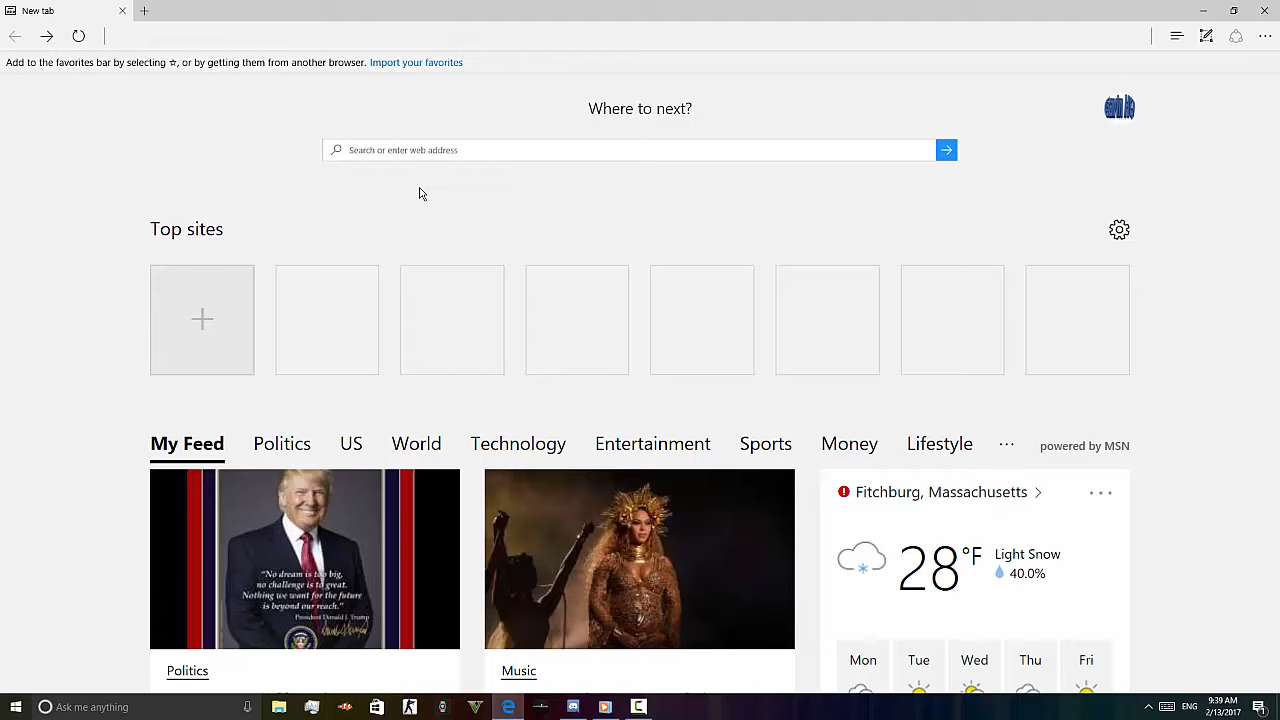 New tab
Add to the favorites bar by selecting ☆, or by getting them from another browser. Import your favorites
Where to next?
Search or enter web address
Top sites
My Feed Politics US World Technology Entertainment Sports Money Lifestyle ... powered by MSN
"No dream is too big,
no challenge is to great.
Nothing we want for the future
is beyond our reach."
President Donald J. Trump
Politics
Music
Fitchburg, Massachusetts
28°F
Light Snow
40.0%
Mon Tue Wed Thu Fri
Ask me anything
ENG
9:39 AM
2/13/2017